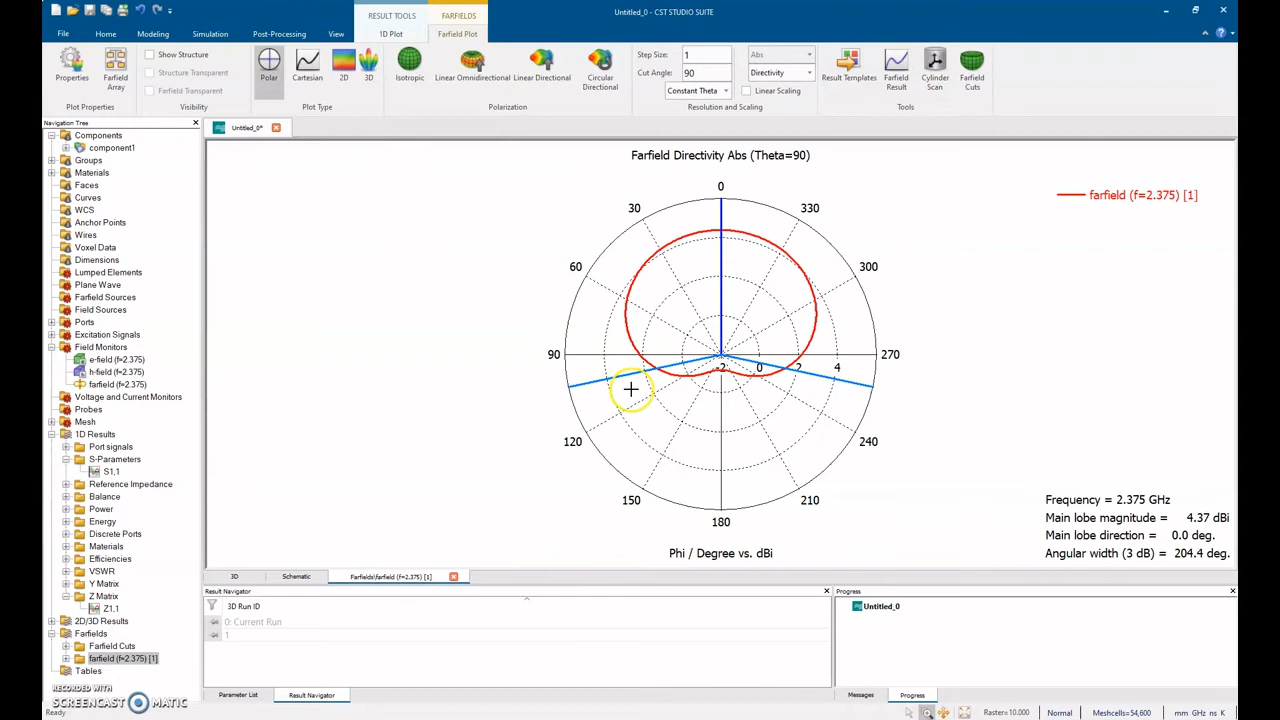 RESULT TOOLS
FARFIELDS
Untitled_0 - CST STUDIO SUITE
File
Home
Modeling
Simulation
Post-Processing
View
1D Plot
Farfield Plot
Properties
Farfield Array
Plot Properties
Show Structure
Structure Transparent
Farfield Transparent
Visibility
Polar
Cartesian
2D
3D
Plot Type
Isotropic
Linear Omnidirectional
Linear Directional
Circular Directional
Polarization
Step Size: 1
Abs
Cut Angle: 90
Directivity
Constant Theta
Linear Scaling
Resolution and Scaling
Result Templates
Farfield Result
Cylinder Scan
Farfield Cuts
Tools
Navigation Tree
Components
component1
Groups
Materials
Faces
Curves
WCS
Anchor Points
Wires
Voxel Data
Dimensions
Lumped Elements
Plane Wave
Farfield Sources
Field Sources
Ports
Excitation Signals
Field Monitors
e-field (f=2.375)
h-field (f=2.375)
farfield (f=2.375)
Voltage and Current Monitors
Probes
Mesh
1D Results
Port signals
S-Parameters
S1,1
Reference Impedance
Balance
Power
Energy
Discrete Ports
Materials
Efficiencies
VSWR
Y Matrix
Z Matrix
Z1,1
2D/3D Results
Farfields
Farfield Cuts
farfield (f=2.375) [1]
Tables
RECORDED WITH
SCREENCAST MATIC
Ready
Untitled_0*
Farfield Directivity Abs (Theta=90)
0
30
330
farfield (f=2.375) [1]
60
300
90
270
-2
0
2
4
120
240
150
210
180
Phi / Degree vs. dBi
Frequency = 2.375 GHz
Main lobe magnitude = 4.37 dBi
Main lobe direction = 0.0 deg.
Angular width (3 dB) = 204.4 deg.
3D
Schematic
Farfields\farfield (f=2.375) [1]
Result Navigator
3D Run ID
0: Current Run
1
Parameter List
Result Navigator
Progress
Untitled_0
Messages
Progress
Raster=10.000
Normal
Meshcells=54,600
mm GHz ns K